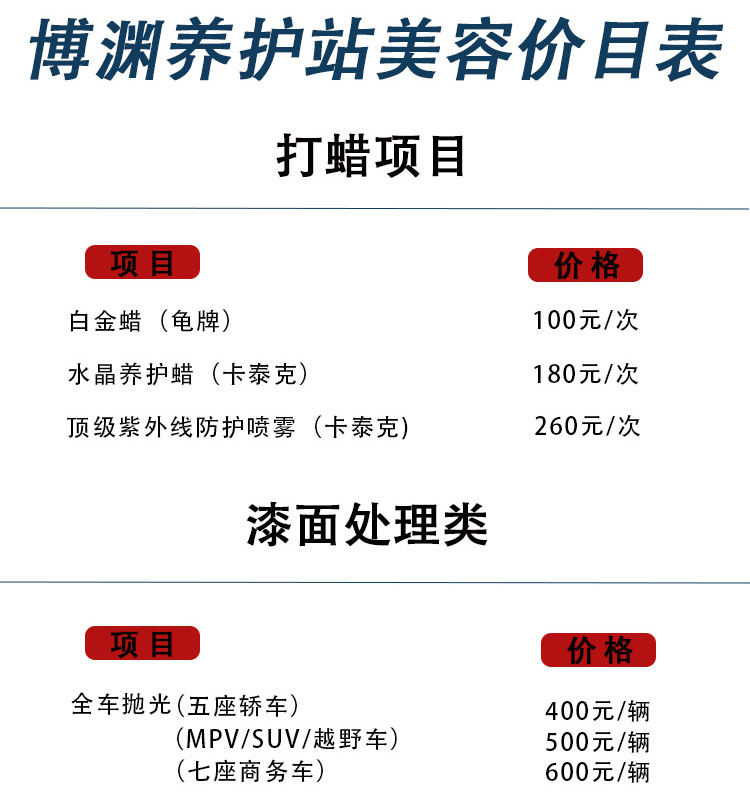 博渊养护站美容价目表
打蜡项目
项目 价格
白金蜡（龟牌） 100元/次
水晶养护蜡（卡泰克） 180元/次
顶级紫外线防护喷雾（卡泰克) 260元/次
漆面处理类
项目 价格
全车抛光(五座轿车） 400元/辆
（MPV/SUV/越野车） 500元/辆
（七座商务车） 600元/辆